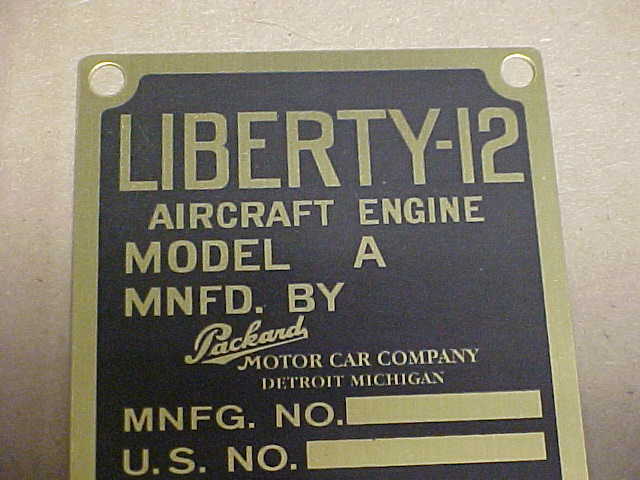 LIBERTY-12
AIRCRAFT ENGINE
MODEL A
MNFD. BY
Packard
MOTOR CAR COMPANY
DETROIT MICHIGAN
MNFG. NO.
U.S. NO.